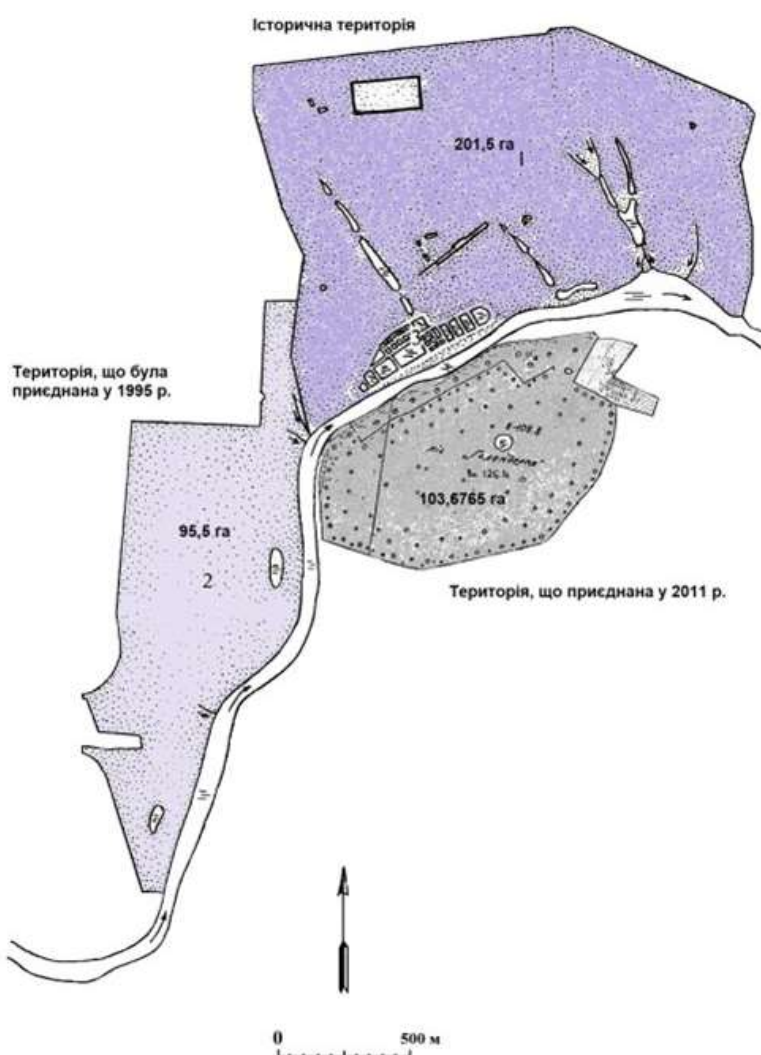 Історична територія
201,5 га
Територія, що була
приєднана у 1995 р.
103,6765 га
95,5 га
2
Територія, що приєднана у 2011 р.
0 500 м